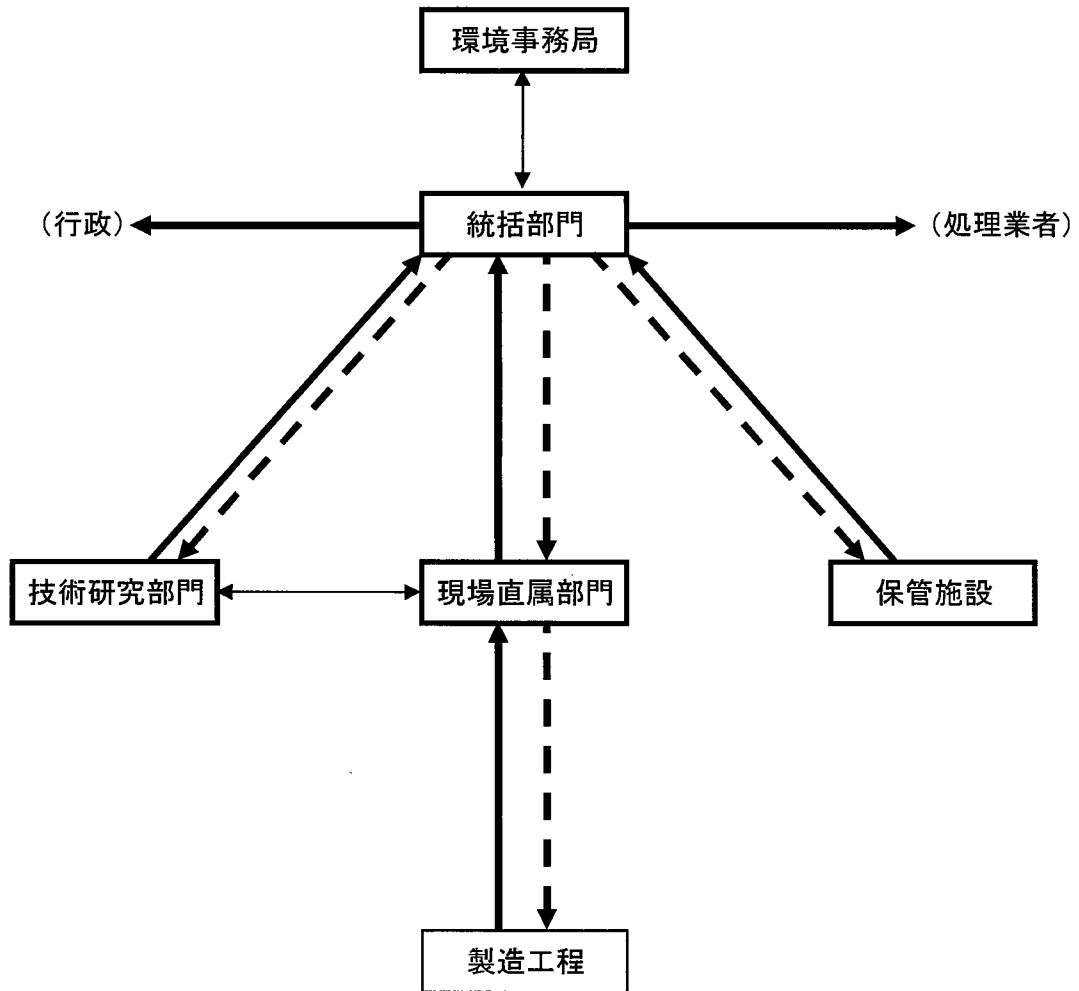 環境事務局
(行政)
統括部門
(処理業者)
技術研究部門
現場直属部門
保管施設
製造工程